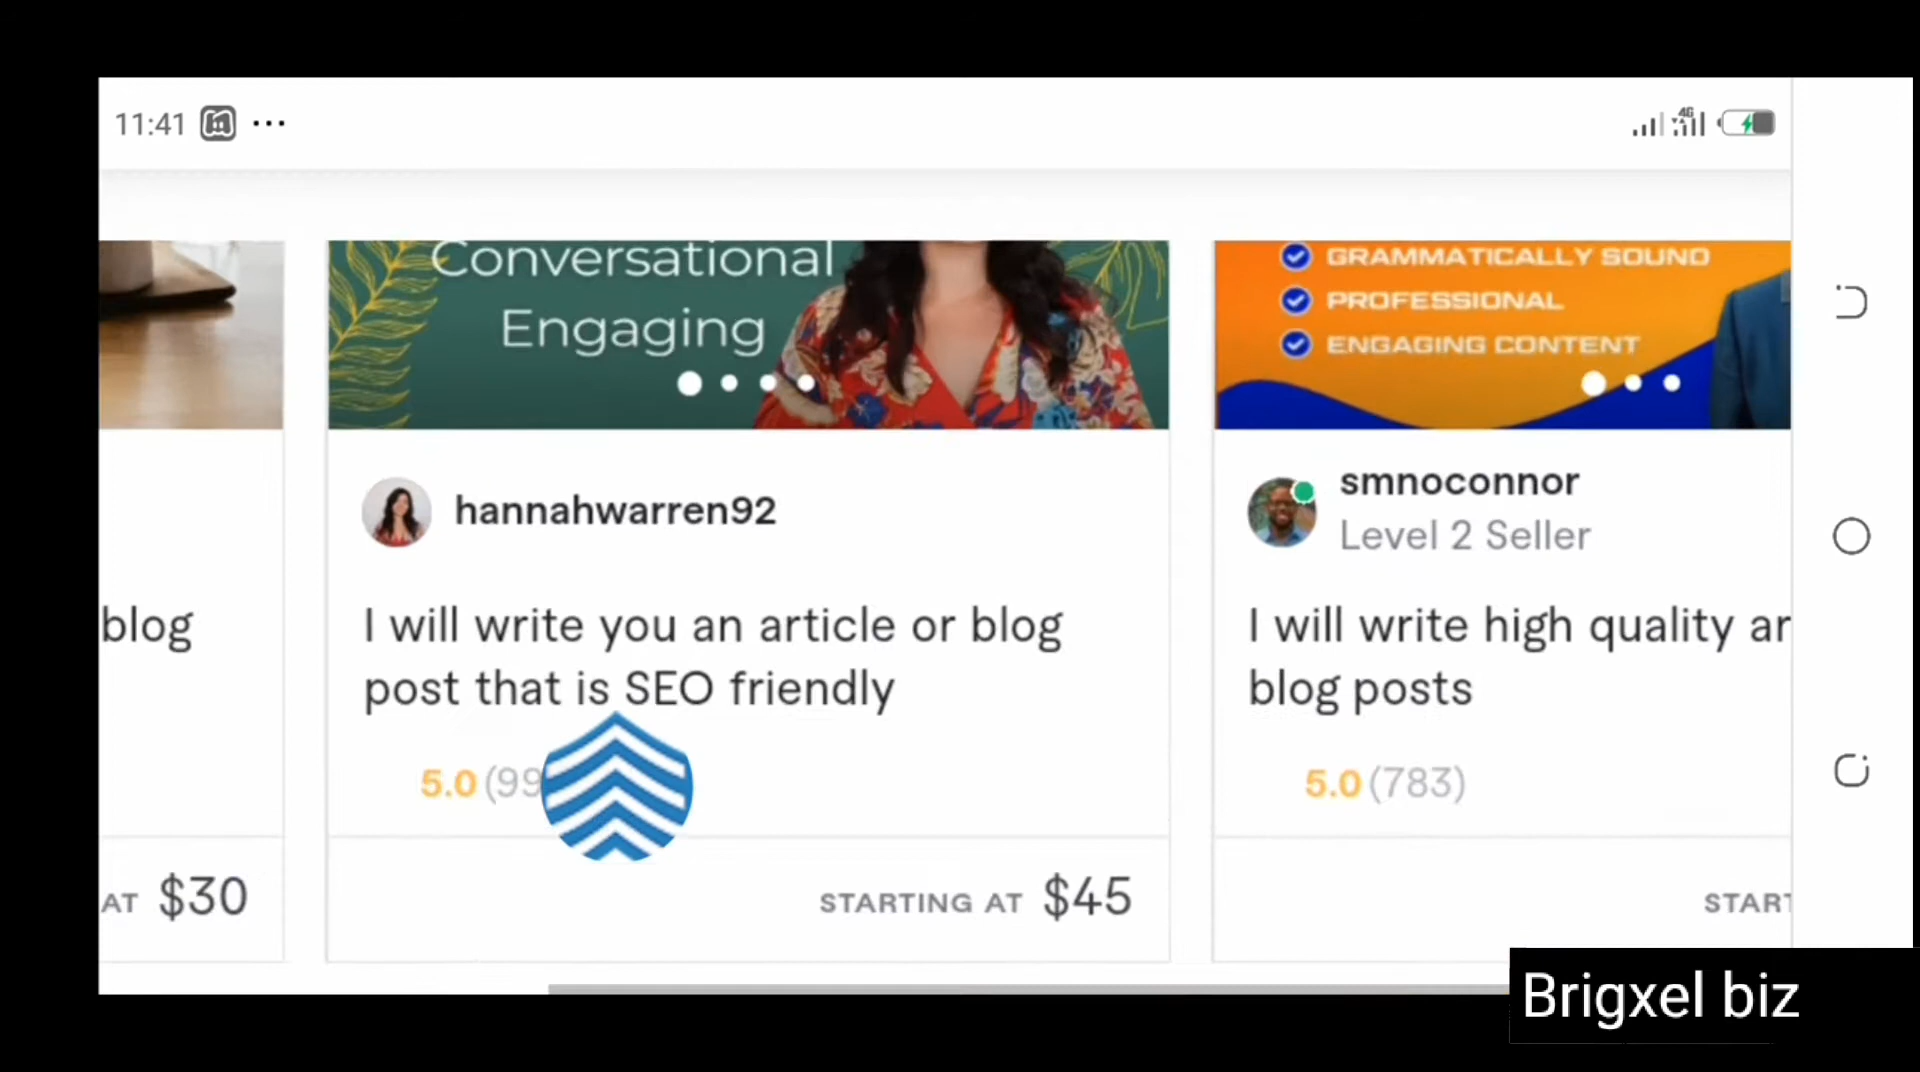 11:41
4G
Conversational
Engaging
GRAMMATICALLY SOUND
PROFESSIONAL
ENGAGING CONTENT
hannahwarren92
smnoconnor
Level 2 Seller
blog
I will write you an article or blog
post that is SEO friendly
I will write high quality ar
blog posts
5.0 (99
5.0 (783)
AT $30
STARTING AT $45
START
Brigxel biz